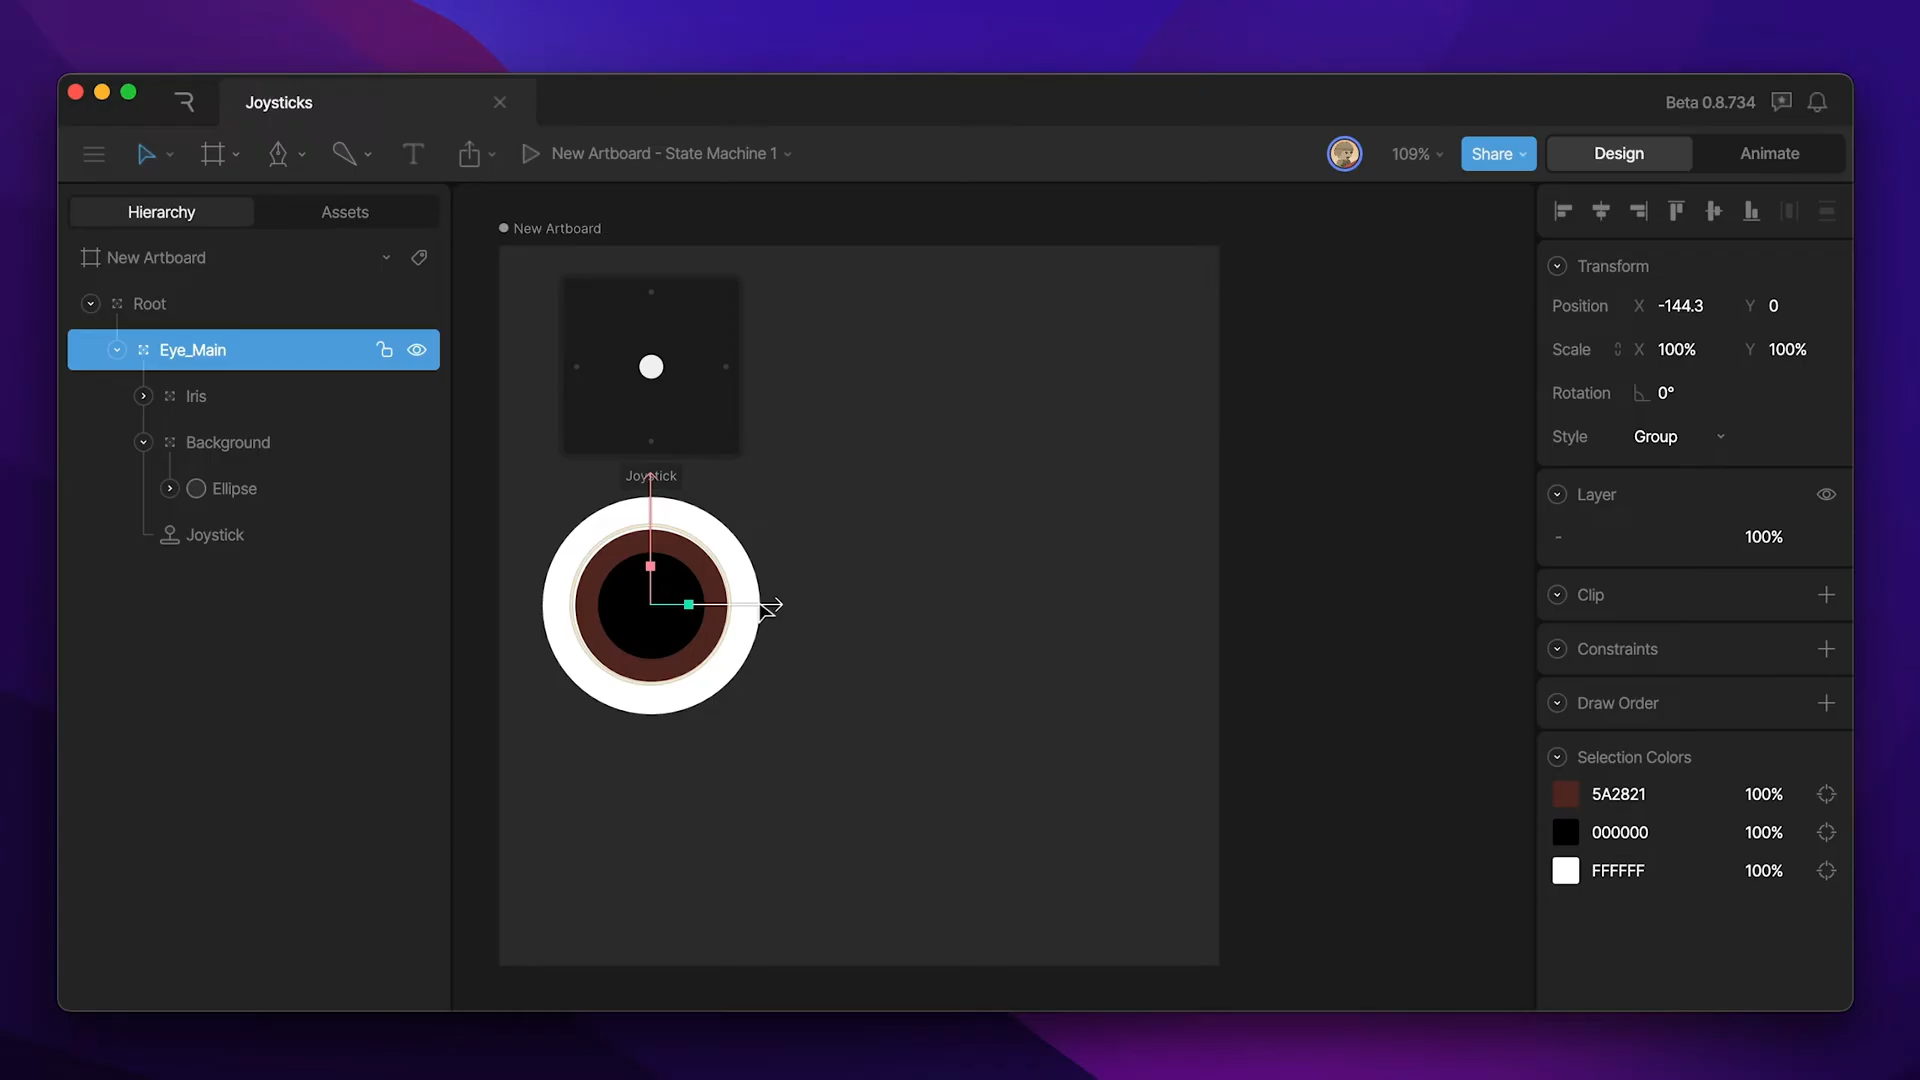 Joysticks
Beta 0.8.734
New Artboard - State Machine 1
109%
Share
Design
Animate
Hierarchy
Assets
New Artboard
Root
Eye_Main
Iris
Background
Ellipse
Joystick
New Artboard
Joystick
Transform
Position X -144.3 Y 0
Scale X 100% Y 100%
Rotation 0°
Style Group
Layer
- 100%
Clip
Constraints
Draw Order
Selection Colors
5A2821 100%
000000 100%
FFFFFF 100%